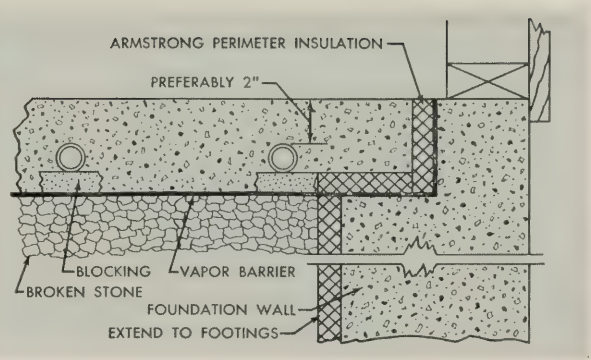 ARMSTRONG PERIMETER INSULATION
PREFERABLY 2"
BLOCKING
VAPOR BARRIER
BROKEN STONE
FOUNDATION WALL
EXTEND TO FOOTINGS